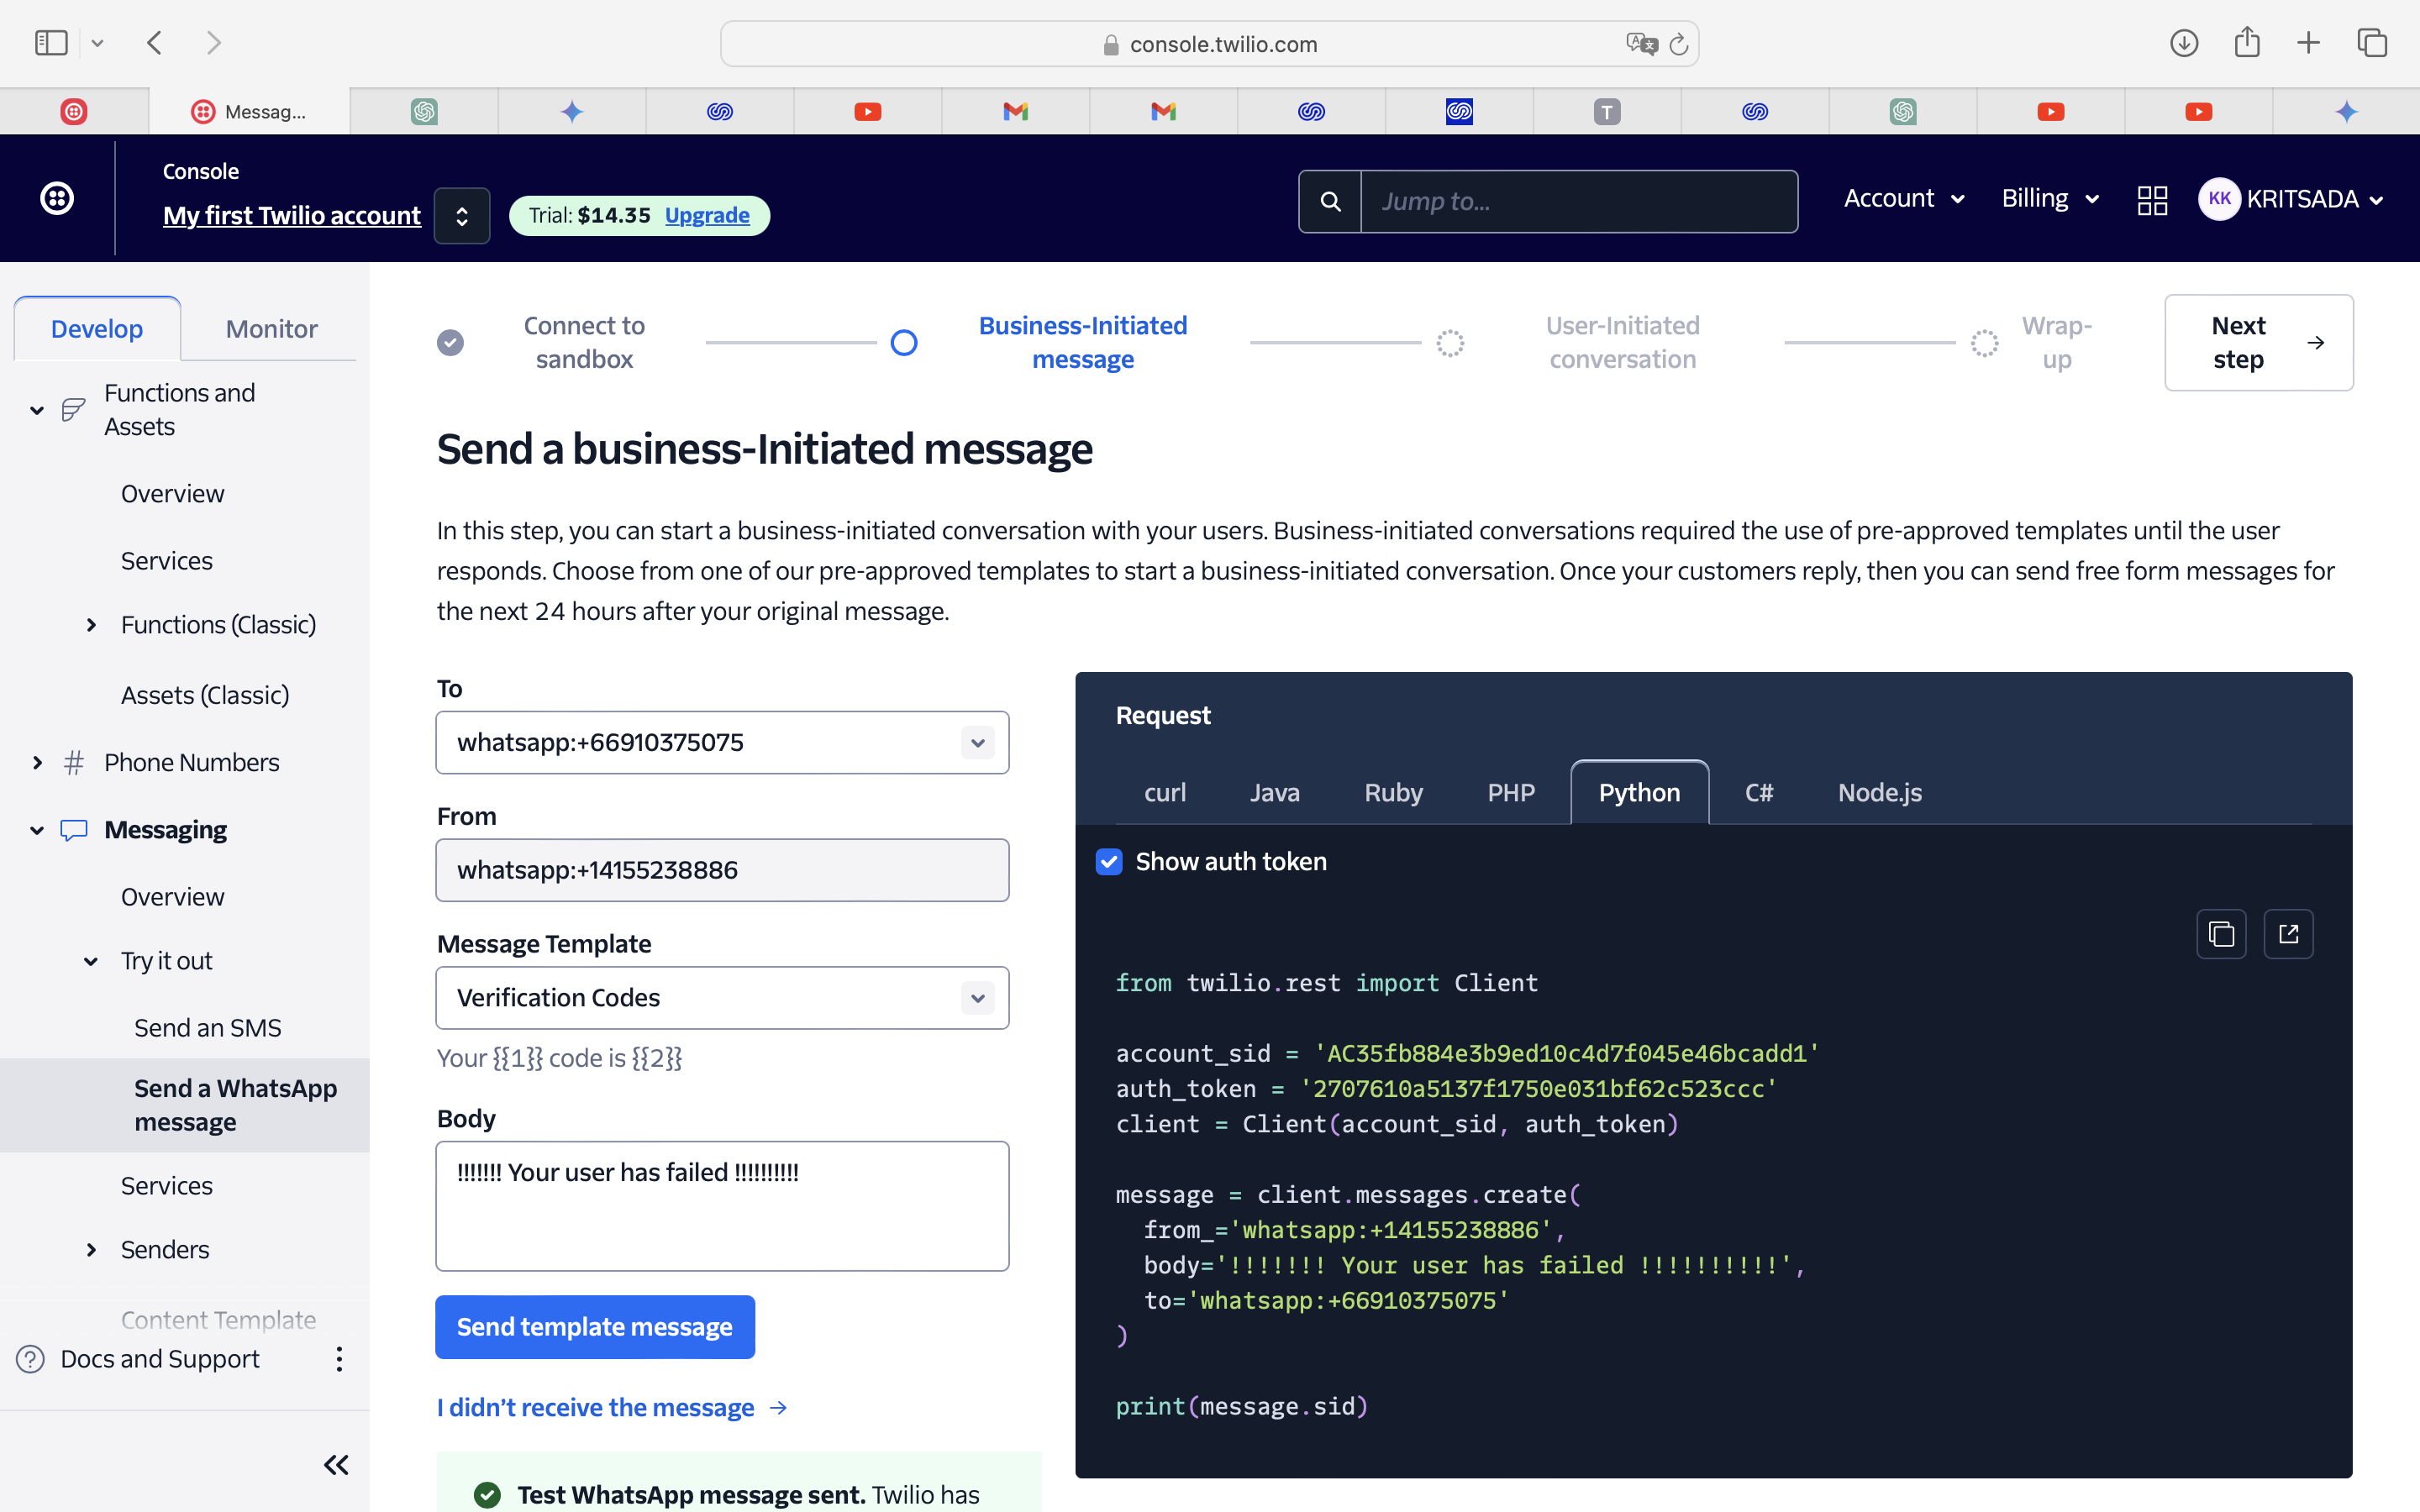 console.twilio.com
Messag...
T
Console
My first Twilio account
Trial: $14.35 Upgrade
Jump to...
Account
Billing
KK KRITSADA
Develop
Monitor
Functions and
Assets
Overview
Services
Functions (Classic)
Assets (Classic)
# Phone Numbers
Messaging
Overview
Try it out
Send an SMS
Send a WhatsApp
message
Services
Senders
Content Template
Docs and Support
Connect to
sandbox
Business-Initiated
message
User-Initiated
conversation
Wrap-
up
Next
step
Send a business-Initiated message
In this step, you can start a business-initiated conversation with your users. Business-initiated conversations required the use of pre-approved templates until the user
responds. Choose from one of our pre-approved templates to start a business-initiated conversation. Once your customers reply, then you can send free form messages for
the next 24 hours after your original message.
To
whatsapp:+66910375075
From
whatsapp:+14155238886
Message Template
Verification Codes
Your {{1}} code is {{2}}
Body
!!!!!!! Your user has failed !!!!!!!!!!
Send template message
I didn’t receive the message →
Test WhatsApp message sent. Twilio has
Request
curl Java Ruby PHP Python C# Node.js
Show auth token
from twilio.rest import Client
account_sid = 'AC35fb884e3b9ed10c4d7f045e46bcadd1'
auth_token = '2707610a5137f1750e031bf62c523ccc'
client = Client(account_sid, auth_token)
message = client.messages.create(
from_='whatsapp:+14155238886',
body='!!!!!!! Your user has failed !!!!!!!!!!',
to='whatsapp:+66910375075'
)
print(message.sid)